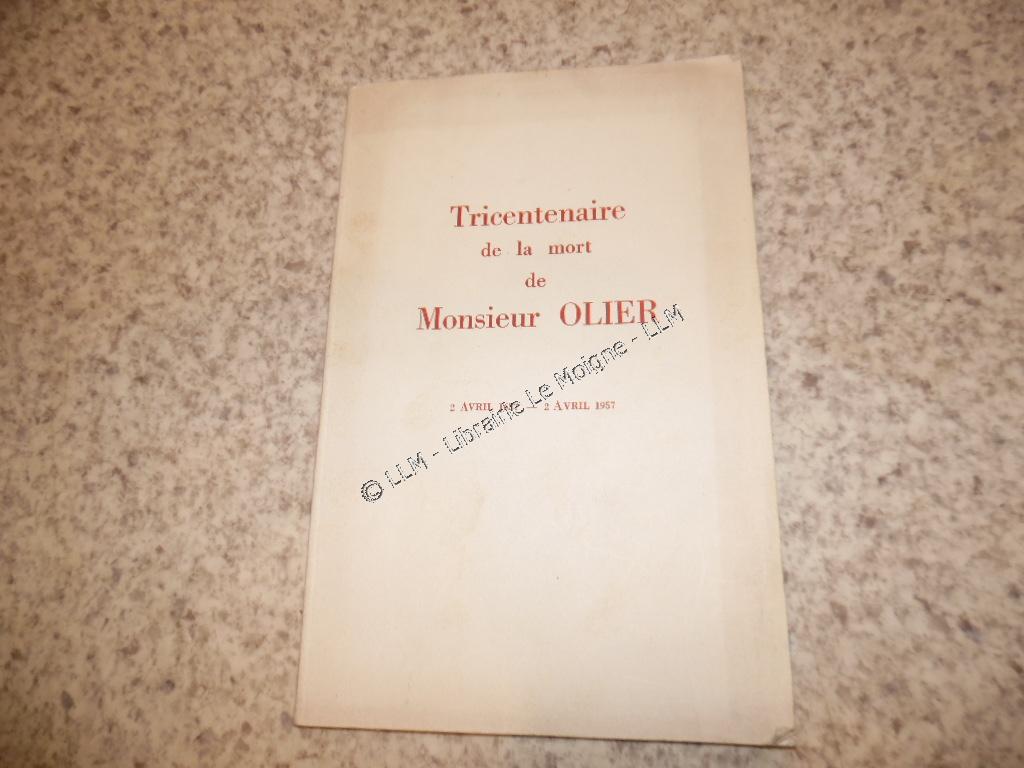 Tricentenaire
de la mort
de
Monsieur OLIER
2 AVRIL — 2 AVRIL 1957
© LLM - Librairie Le Moigne - LLM